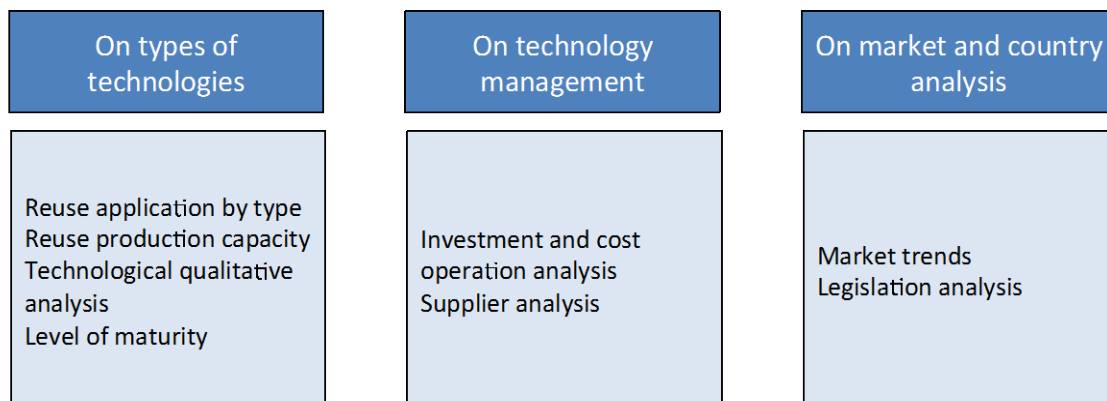 On types of
technologies
On technology
management
On market and country
analysis
Reuse application by type
Reuse production capacity
Technological qualitative
analysis
Level of maturity
Investment and cost
operation analysis
Supplier analysis
Market trends
Legislation analysis